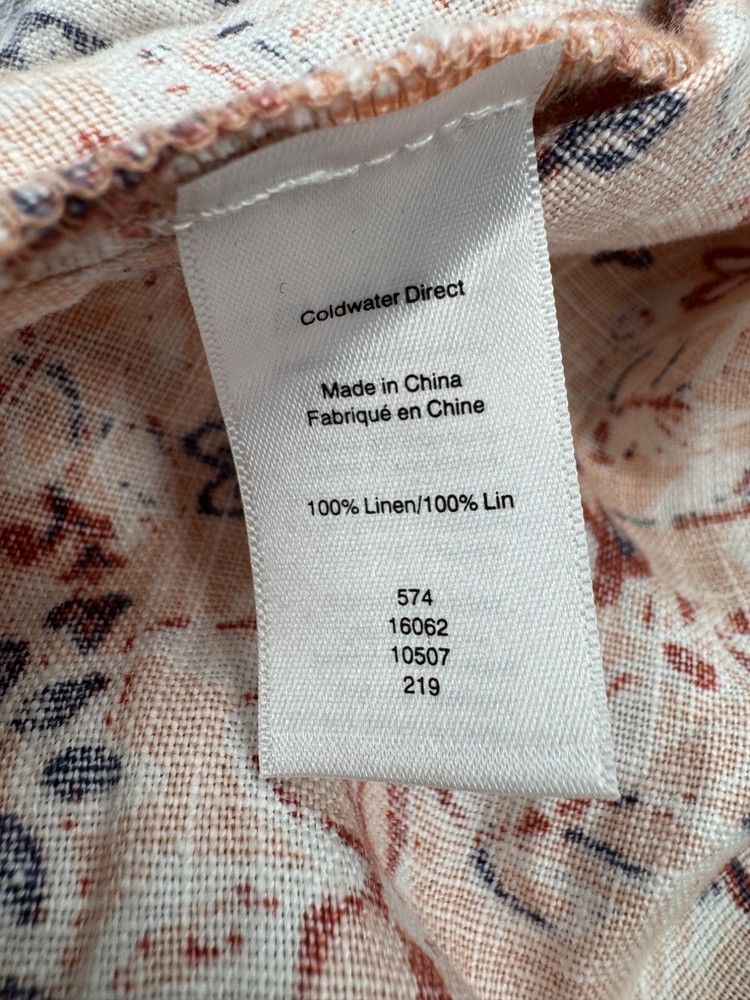 Coldwater Direct
Made in China
Fabriqué en Chine
100% Linen/100% Lin
574
16062
10507
219